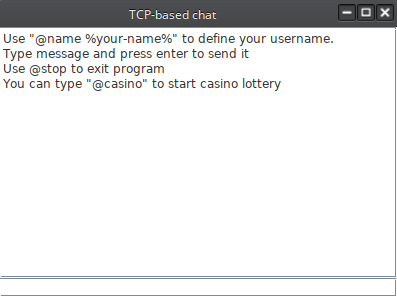 TCP-based chat
Use "@name %your-name%" to define your username.
Type message and press enter to send it
Use @stop to exit program
You can type "@casino" to start casino lottery